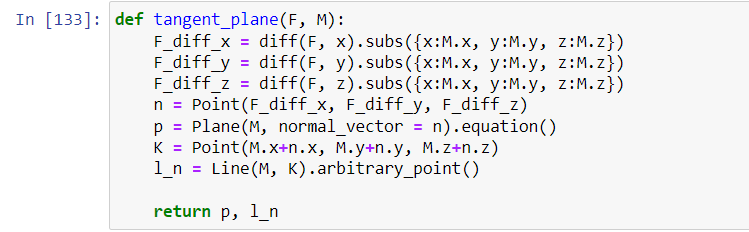 In [133]: def tangent_plane(F, M):
    F_diff_x = diff(F, x).subs({x:M.x, y:M.y, z:M.z})
    F_diff_y = diff(F, y).subs({x:M.x, y:M.y, z:M.z})
    F_diff_z = diff(F, z).subs({x:M.x, y:M.y, z:M.z})
    n = Point(F_diff_x, F_diff_y, F_diff_z)
    p = Plane(M, normal_vector = n).equation()
    K = Point(M.x+n.x, M.y+n.y, M.z+n.z)
    l_n = Line(M, K).arbitrary_point()
    return p, l_n